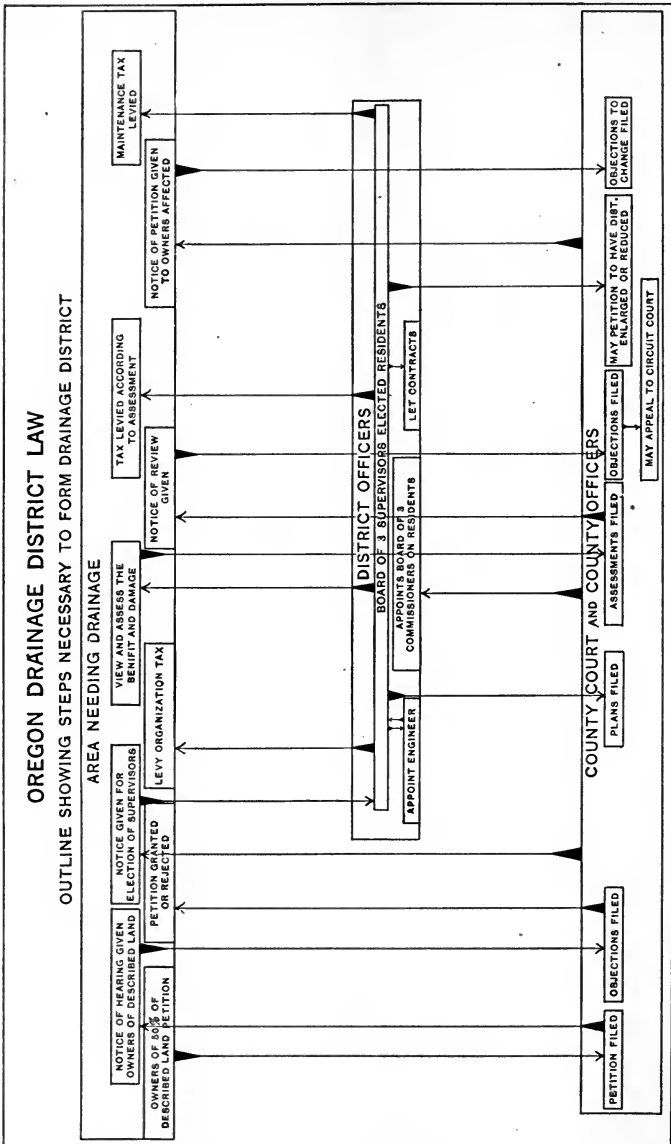 OREGON DRAINAGE DISTRICT LAW
OUTLINE SHOWING STEPS NECESSARY TO FORM DRAINAGE DISTRICT
AREA NEEDING DRAINAGE
NOTICE OF HEARING GIVEN
OWNERS OF DESCRIBED LAND
NOTICE GIVEN FOR
ELECTION OF SUPERVISORS
VIEW AND ASSESS THE
BENIFIT AND DAMAGE
TAX LEVIED ACCORDING
TO ASSESSMENT
MAINTENANCE TAX
LEVIED
OWNERS OF 50% OF
DESCRIBED LAND PETITION
PETITION GRANTED
OR REJECTED
LEVY ORGANIZATION TAX
NOTICE OF REVIEW
GIVEN
NOTICE OF PETITION GIVEN
TO OWNERS AFFECTED
DISTRICT OFFICERS
BOARD OF 3 SUPERVISORS ELECTED RESIDENTS
APPOINT ENGINEER
APPOINTS BOARD OF 3
COMMISSIONERS ON RESIDENTS
LET CONTRACTS
COUNTY COURT AND COUNTY OFFICERS
PETITION FILED
OBJECTIONS FILED
PLANS FILED
ASSESSMENTS FILED
OBJECTIONS FILED
MAY PETITION TO HAVE DIST.
ENLARGED OR REDUCED
OBJECTIONS TO
CHANGE FILED
MAY APPEAL TO CIRCUIT COURT